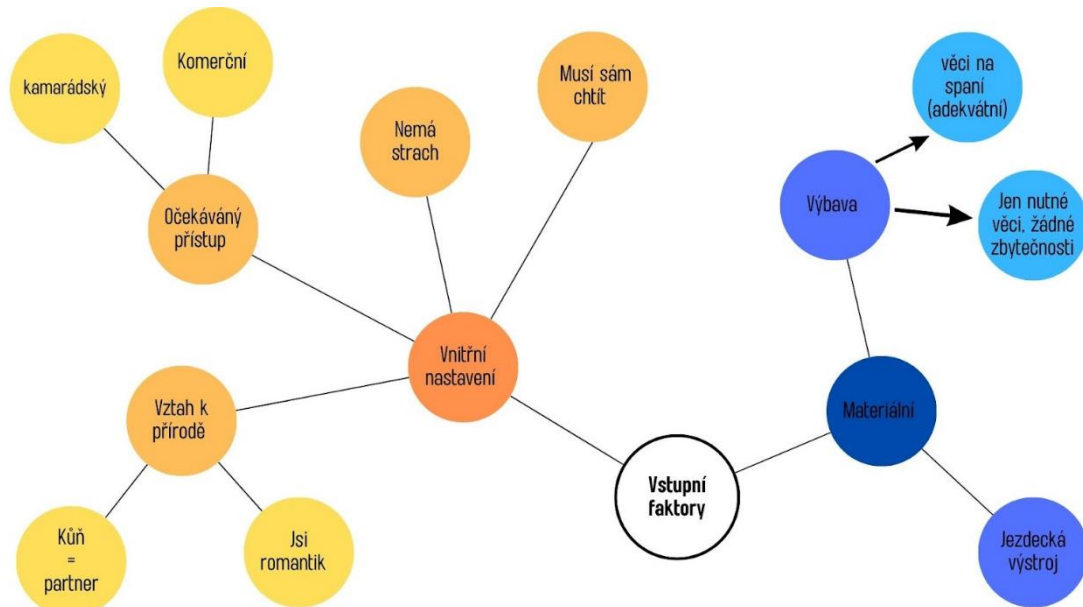 kamarádský
Komerční
Očekáváný
přístup
Nemá
strach
Musí sám
chtít
věci na
spaní
(adekvátní)
Výbava
Jen nutné
věci, žádné
zbytečnosti
Vnitřní
nastavení
Vztah k
přírodě
Materiální
Vstupní
faktory
Kůň
=
partner
Jsi
romantik
Jezdecká
výstroj